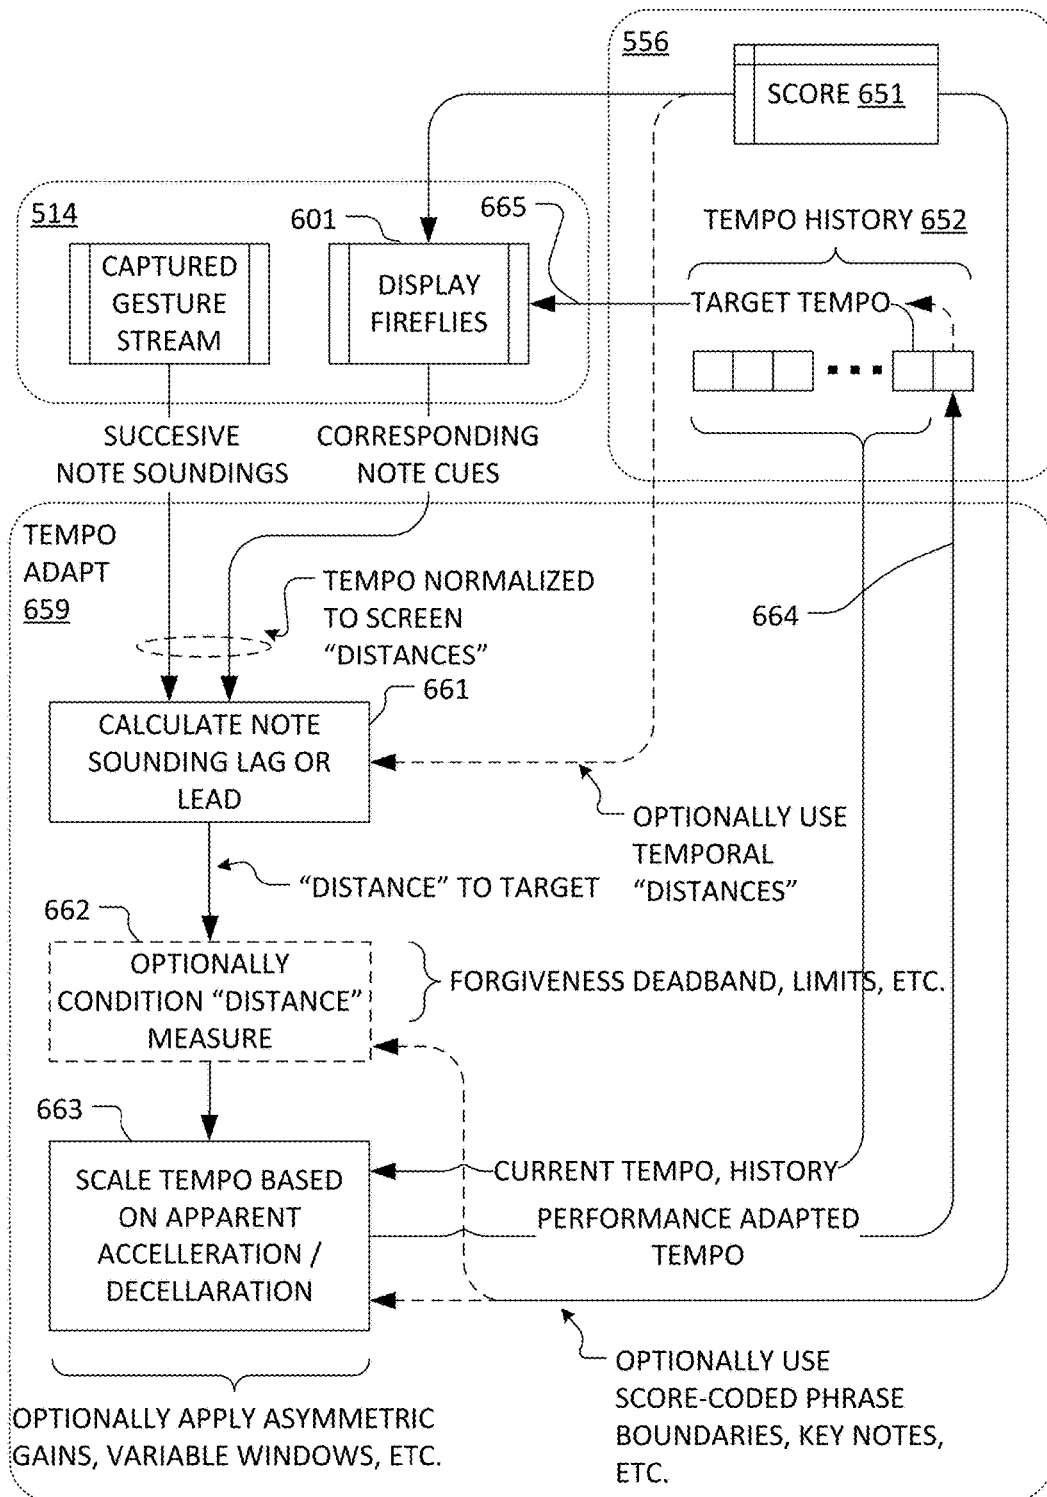 556
SCORE 651
514
601
665
TEMPO HISTORY 652
CAPTURED
GESTURE
STREAM
DISPLAY
FIREFLIES
TARGET TEMPO
SUCCESIVE
NOTE SOUNDINGS
CORRESPONDING
NOTE CUES
TEMPO
ADAPT
659
TEMPO NORMALIZED
TO SCREEN
“DISTANCES”
664
661
CALCULATE NOTE
SOUNDING LAG OR
LEAD
OPTIONALLY USE
TEMPORAL
“DISTANCES”
“DISTANCE” TO TARGET
662
OPTIONALLY
CONDITION “DISTANCE”
MEASURE
FORGIVENESS DEADBAND, LIMITS, ETC.
663
SCALE TEMPO BASED
ON APPARENT
ACCELLERATION /
DECELLARATION
CURRENT TEMPO, HISTORY
PERFORMANCE ADAPTED
TEMPO
OPTIONALLY USE
SCORE-CODED PHRASE
BOUNDARIES, KEY NOTES,
ETC.
OPTIONALLY APPLY ASYMMETRIC
GAINS, VARIABLE WINDOWS, ETC.